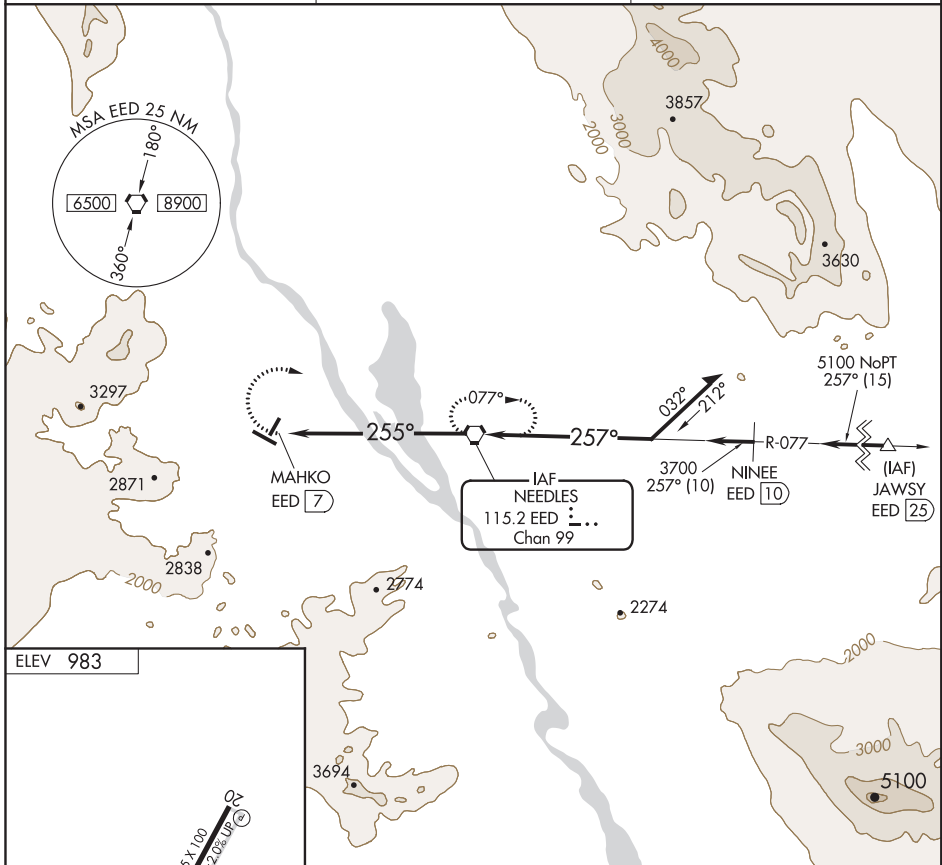 4000
3857
2000
3000
MSA EED 25 NM
180°
6500
8900
360°
3630
5100 NoPT
257° (15)
3297
077°
032°
212°
255°
257°
R-077
3700
257° (10)
NINEE
EED 10
(IAF)
JAWSY
EED 25
MAHKO
EED 7
IAF
NEEDLES
115.2 EED
Chan 99
2871
2838
2000
2774
2274
ELEV 983
2000
3000
5100
3694
20
5 X 100
2.0% UP